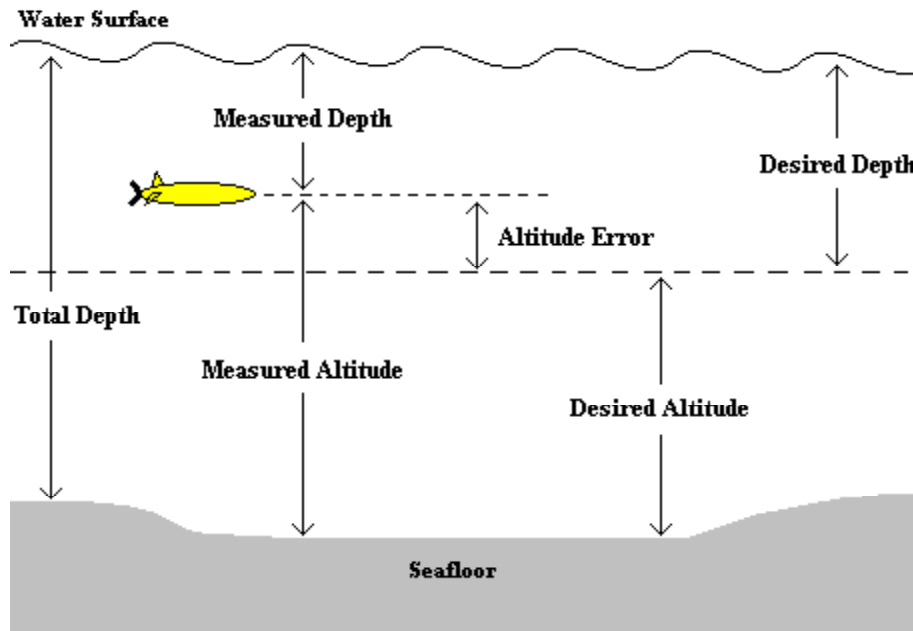 Water Surface
Measured Depth
Desired Depth
Altitude Error
Total Depth
Measured Altitude
Desired Altitude
Seafloor